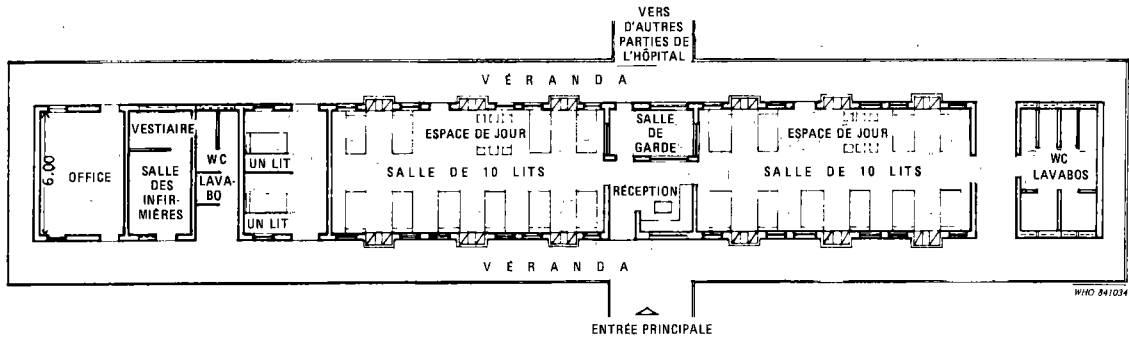 VERS
D'AUTRES
PARTIES DE
L'HÔPITAL
VÉRANDA
6.00
OFFICE
VESTIAIRE
SALLE
DES
INFIR-
MIÈRES
WC
LAVA-
BO
UN LIT
UN LIT
ESPACE DE JOUR
SALLE DE 10 LITS
SALLE
DE
GARDE
RÉCEPTION
ESPACE DE JOUR
SALLE DE 10 LITS
WC
LAVABOS
VÉRANDA
WHO 841034
ENTRÉE PRINCIPALE